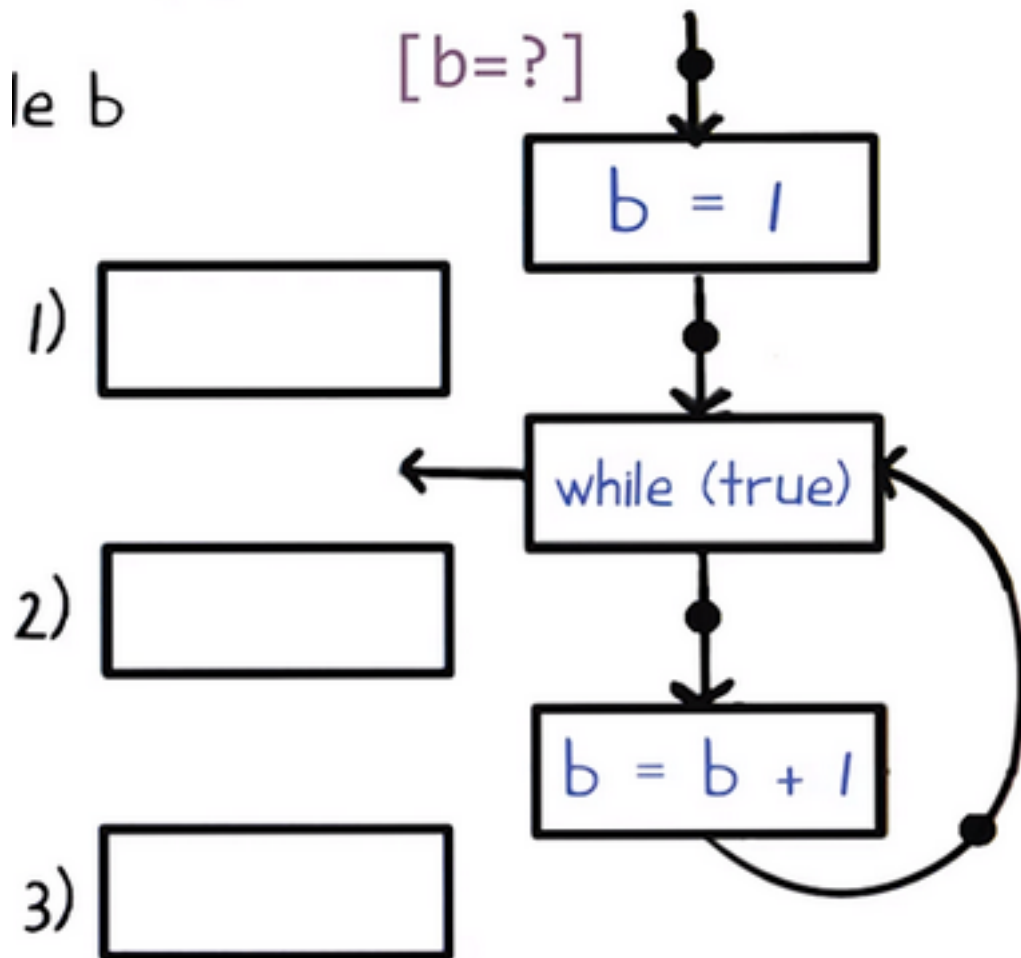 [b=?]
le b
b = 1
1)
while (true)
2)
b = b + 1
3)